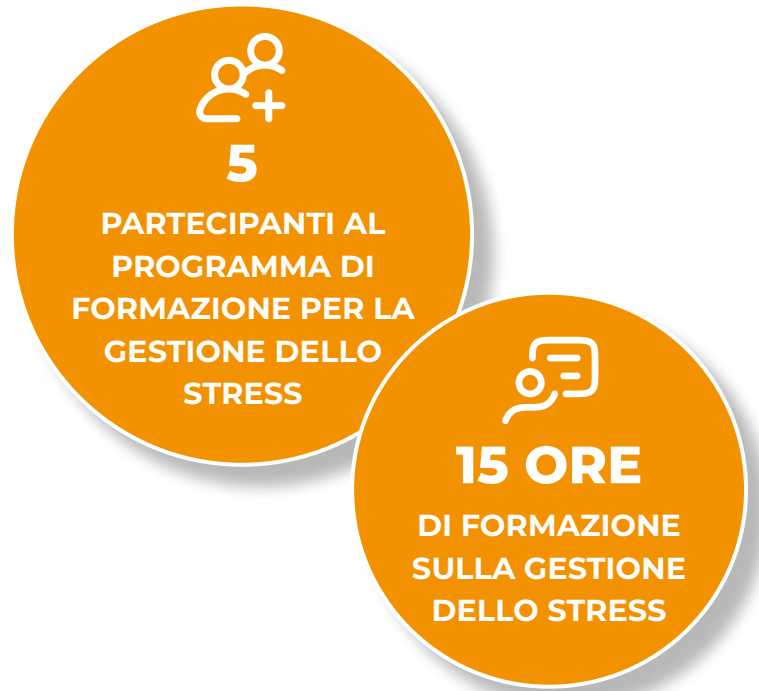 5
PARTECIPANTI AL
PROGRAMMA DI
FORMAZIONE PER LA
GESTIONE DELLO
STRESS
15 ORE
DI FORMAZIONE
SULLA GESTIONE
DELLO STRESS